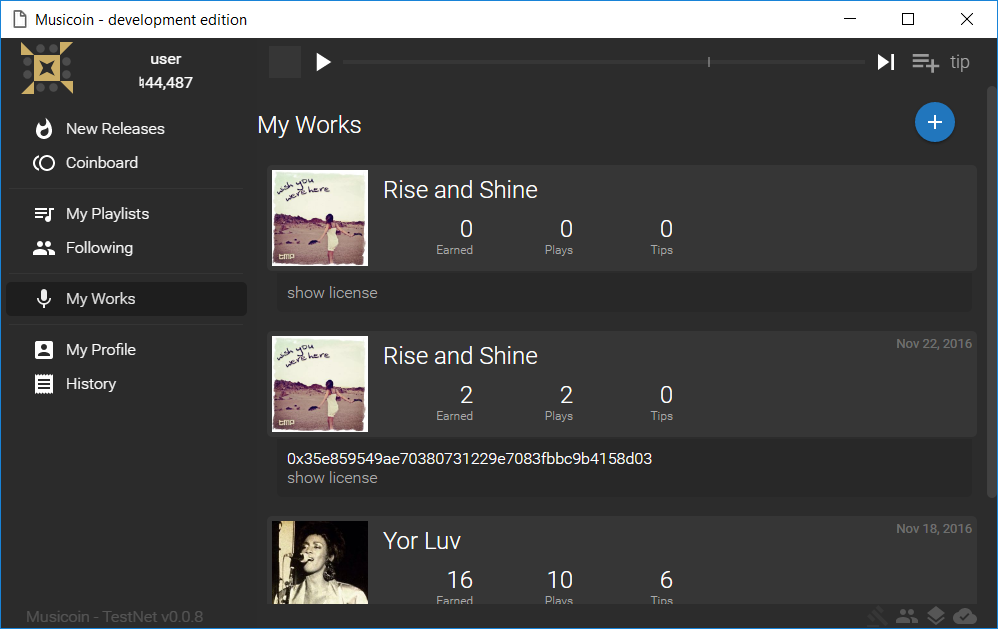 Musicoin - development edition
user
♮44,487
tip
New Releases
Coinboard
My Playlists
Following
My Works
My Profile
History
My Works
wish you
were here
tmp
Rise and Shine
0 0 0
Earned Plays Tips
show license
wish you
were here
tmp
Rise and Shine
Nov 22, 2016
2 2 0
Earned Plays Tips
0x35e859549ae70380731229e7083fbbc9b4158d03
show license
Yor Luv
Nov 18, 2016
16 10 6
Earned Plays Tips
Musicoin - TestNet v0.0.8